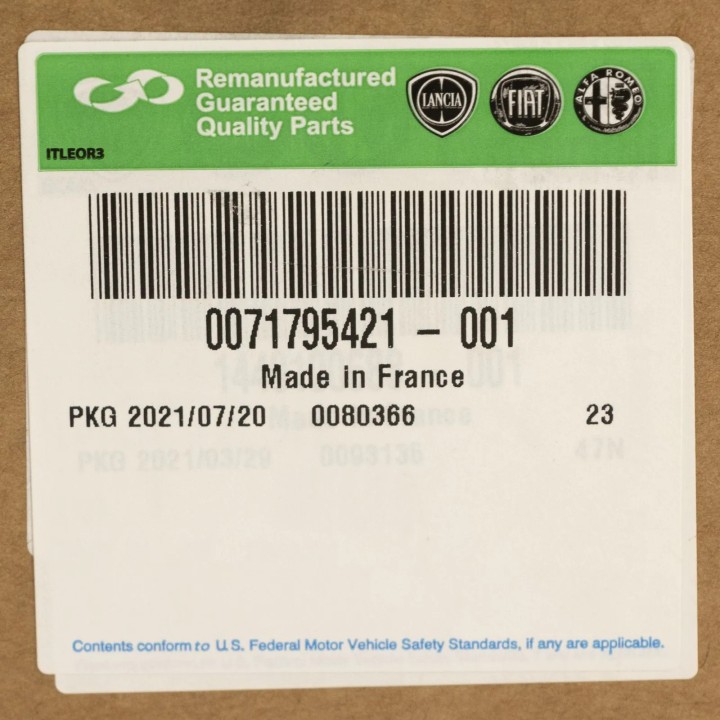 Remanufactured
Guaranteed
Quality Parts
LANCIA
FIAT
ALFA ROMEO
ITLEOR3
0071795421 - 001
Made in France
PKG 2021/07/20 0080366 23
Contents conform to U.S. Federal Motor Vehicle Safety Standards, if any are applicable.